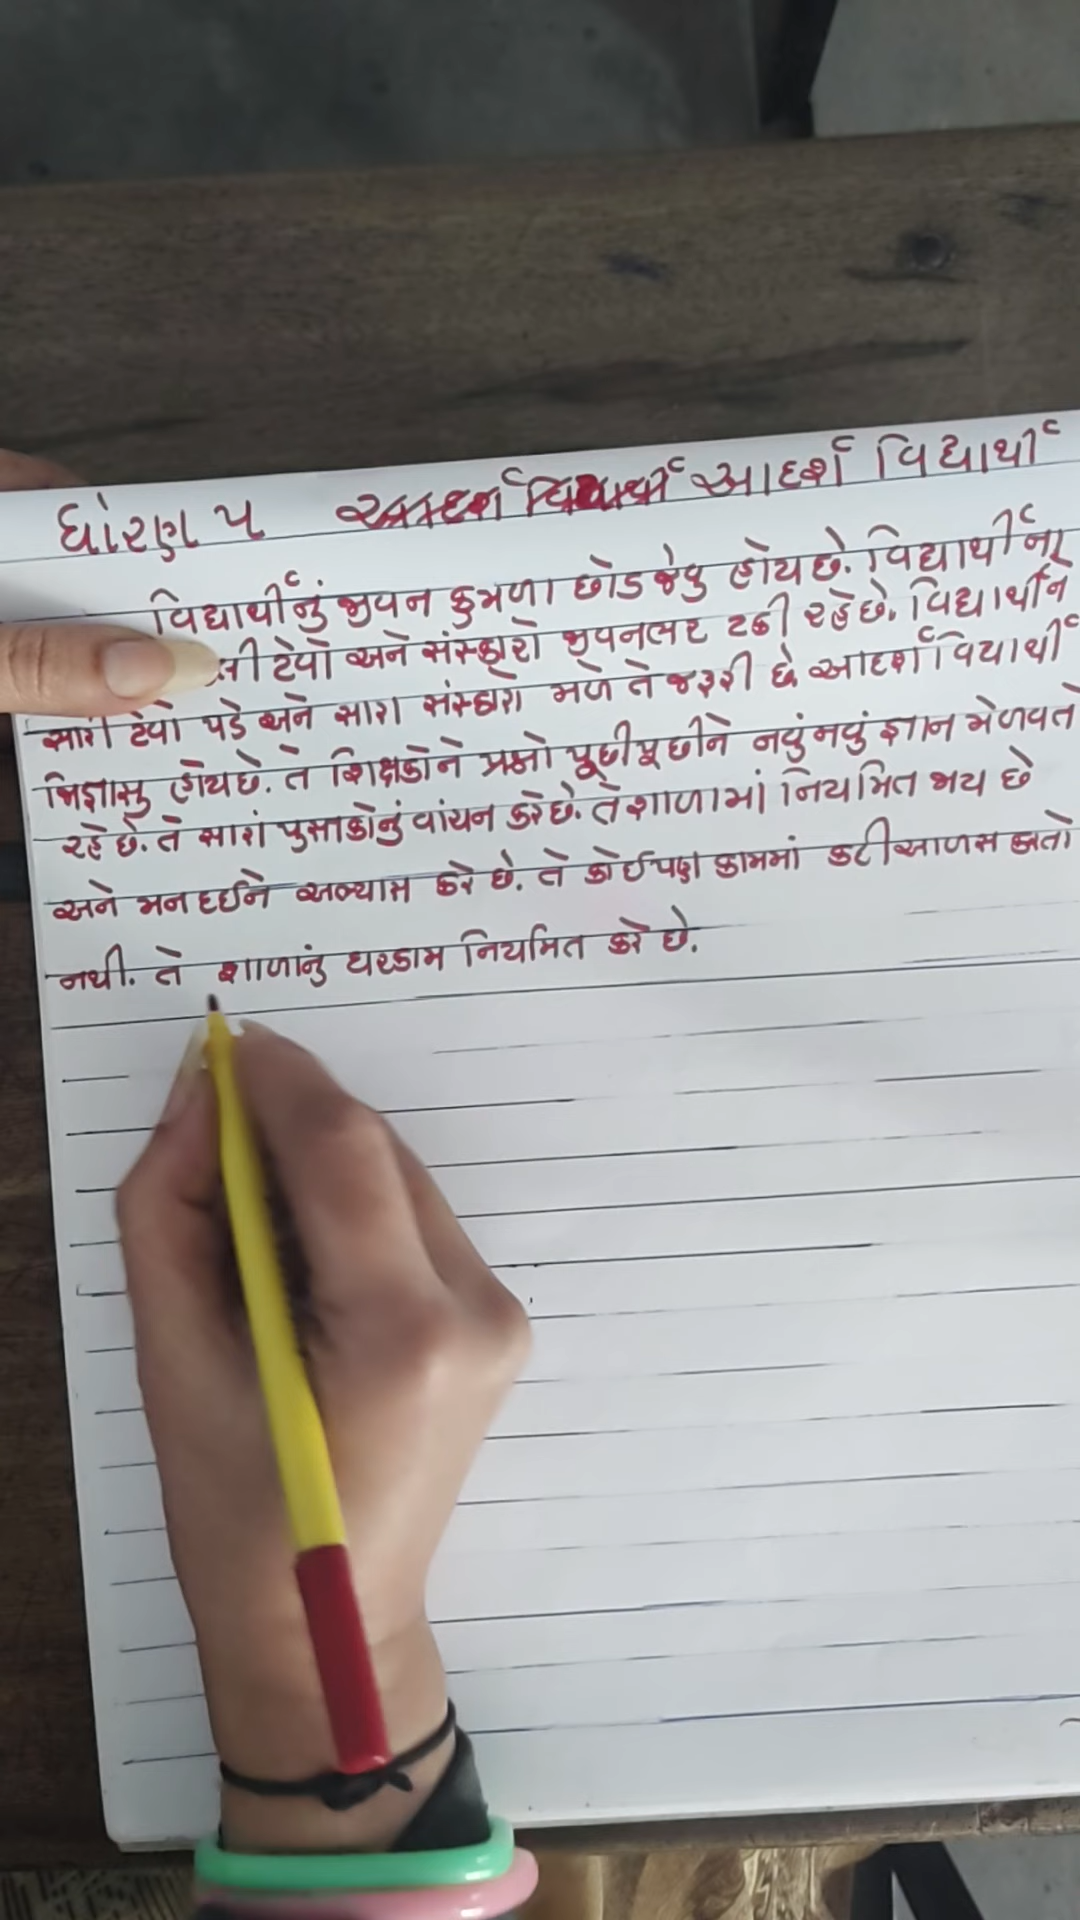 ધોરણ ૫ આદર્શ વિદ્યાર્થી
વિદ્યાર્થીનું જીવન કુમળા છોડ જેવુ હોય છે. વિદ્યાર્થીના
ટેવો અને સંસ્કારો જીવનભર ટકી રહે છે. વિદ્યાર્થીને
સારી ટેવો પડે અને સારા સંસ્કારો મળે તે જરૂરી છે. આદર્શ વિદ્યાર્થી
જિજ્ઞાસુ હોય છે. તે શિક્ષકોને પ્રશ્નો પૂછીપૂછીને નવુંનવું જ્ઞાન મેળવતો
રહે છે. તે સારાં પુસ્તકોનું વાંચન કરે છે. તે શાળામાં નિયમિત જાય છે
અને મન દઈને અભ્યાસ કરે છે. તે કોઈપણ કામમાં કદી આળસ કરતો
નથી. તે શાળાનું ઘરકામ નિયમિત કરે છે.